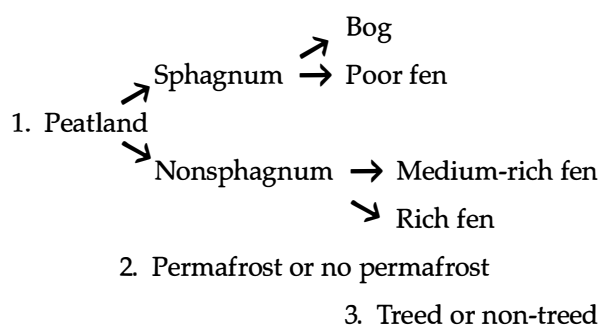 Bog
Sphagnum Poor fen
1. Peatland
Nonsphagnum Medium-rich fen
Rich fen
2. Permafrost or no permafrost
3. Treed or non-treed